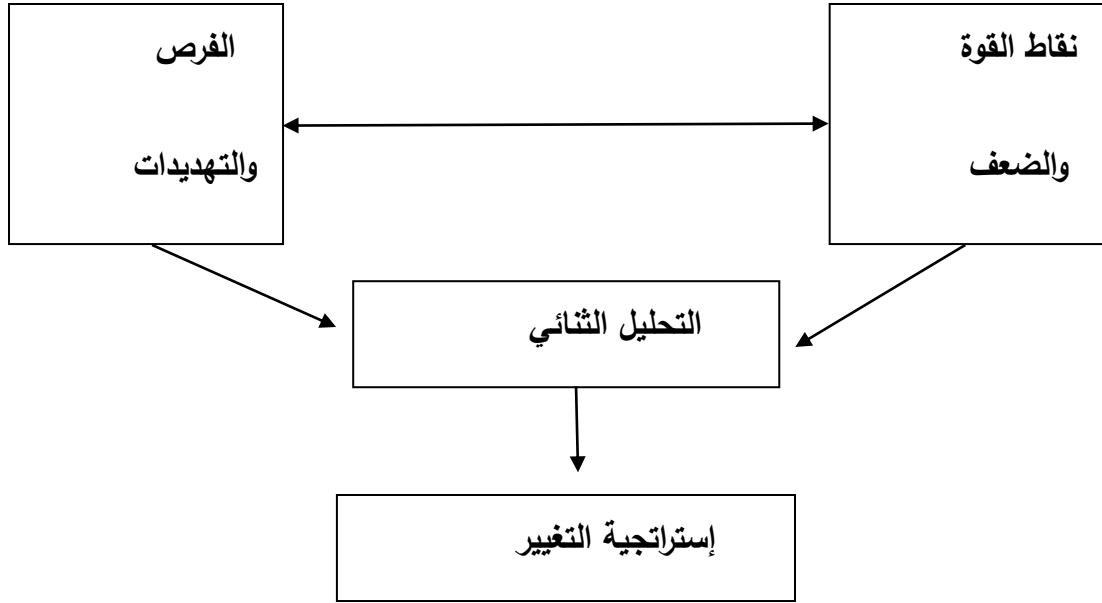 نقاط القوة
والضعف
الفرص
والتهديدات
التحليل الثنائي
إستراتجية التغيير